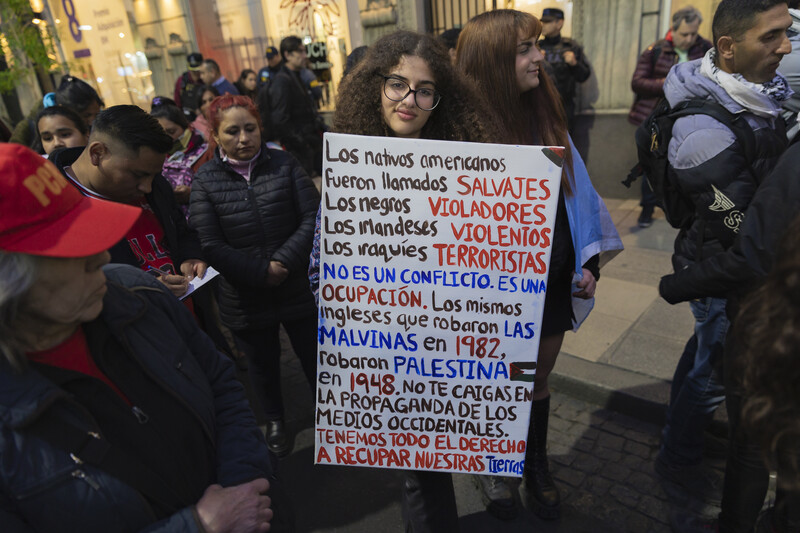 Los nativos americanos
fueron llamados SALVAJES
Los negros VIOLADORES
Los irlandeses VIOLENTOS
Los iraquíes TERRORISTAS
NO ES UN CONFLICTO. ES UNA
OCUPACIÓN. Los mismos
ingleses que robaron LAS
MALVINAS en 1982,
robaron PALESTINA
en 1948. NO TE CAIGAS EN
LA PROPAGANDA DE LOS
MEDIOS OCCIDENTALES.
TENEMOS TODO EL DERECHO
A RECUPAR NUESTRAS Tierras